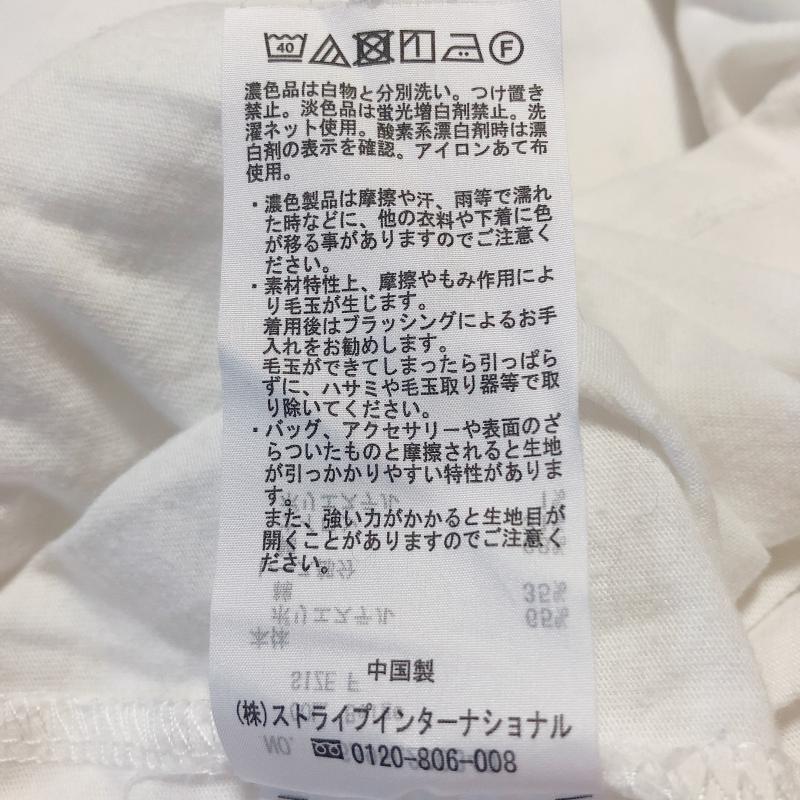 40 F
濃色品は白物と分別洗い。つけ置き
禁止。淡色品は蛍光増白剤禁止。洗
濯ネット使用。酸素系漂白剤時は漂
白剤の表示を確認。アイロンあて布
使用。
・濃色製品は摩擦や汗、雨等で濡れ
た時などに、他の衣料や下着に色
が移る事がありますのでご注意く
ださい。
・素材特性上、摩擦やもみ作用によ
り毛玉が生じます。
着用後はブラッシングによるお手
入れをお勧めします。
毛玉ができてしまったら引っぱら
ずに、ハサミや毛玉取り器等で取
り除いてください。
・バッグ、アクセサリーや表面のざ
らついたものと摩擦されると生地
が引っかかりやすい特性がありま
す。
また、強い力がかかると生地目が
開くことがありますのでご注意く
ださい。
綿 35%
ポリエステル 65%
本体
中国製
SIZE F
(株)ストライプインターナショナル
NO.
0120-806-008